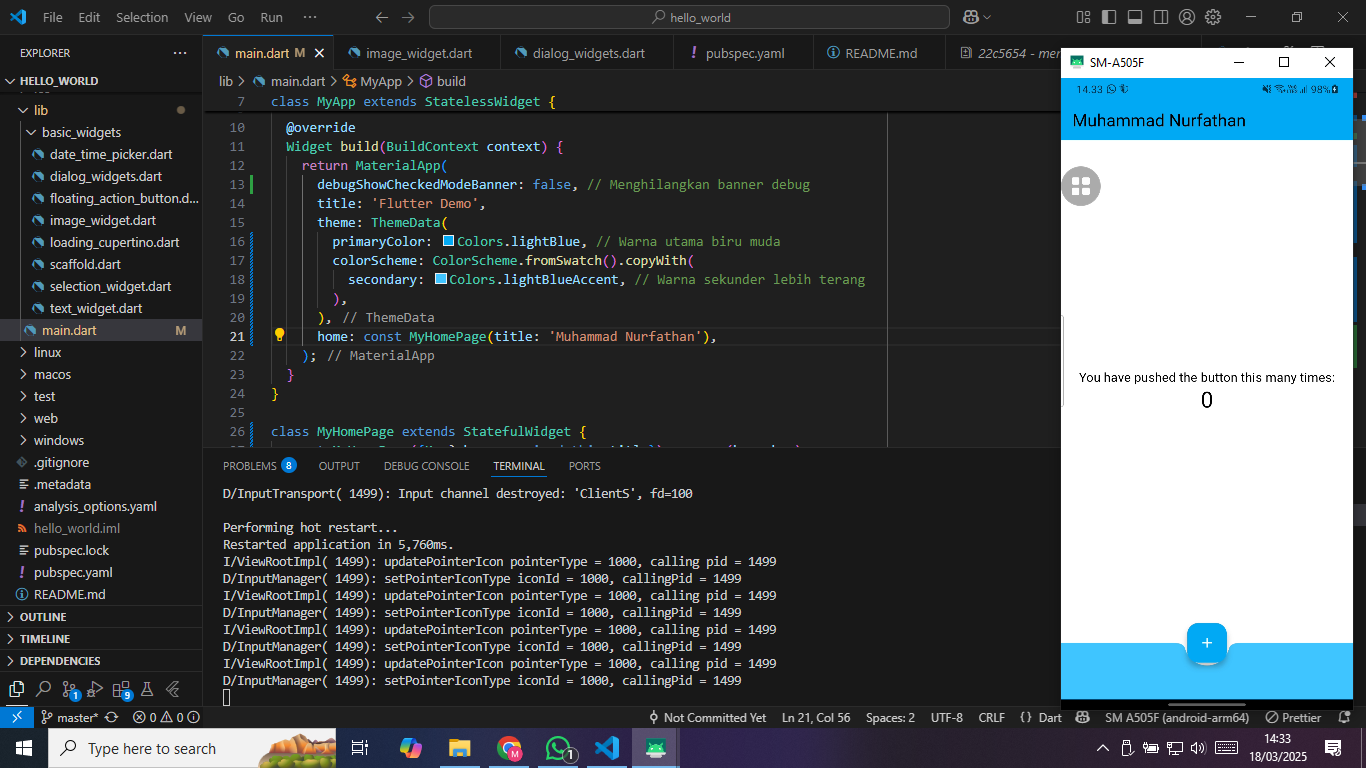 File Edit Selection View Go Run ··· hello_world
EXPLORER ···
HELLO_WORLD
lib
basic_widgets
date_time_picker.dart
dialog_widgets.dart
floating_action_button.d...
image_widget.dart
loading_cupertino.dart
scaffold.dart
selection_widget.dart
text_widget.dart
main.dart M
linux
macos
test
web
windows
.gitignore
.metadata
analysis_options.yaml
hello_world.iml
pubspec.lock
pubspec.yaml
README.md
OUTLINE
TIMELINE
DEPENDENCIES
1 9
main.dart M image_widget.dart dialog_widgets.dart pubspec.yaml README.md 22c5654 - mer
lib > main.dart > MyApp > build
7 class MyApp extends StatelessWidget {
10 @override
11 Widget build(BuildContext context) {
12 return MaterialApp(
13 debugShowCheckedModeBanner: false, // Menghilangkan banner debug
14 title: 'Flutter Demo',
15 theme: ThemeData(
16 primaryColor: Colors.lightBlue, // Warna utama biru muda
17 colorScheme: ColorScheme.fromSwatch().copyWith(
18 secondary: Colors.lightBlueAccent, // Warna sekunder lebih terang
19 ),
20 ), // ThemeData
21 home: const MyHomePage(title: 'Muhammad Nurfathan'),
22 ); // MaterialApp
23 }
24 }
25
26 class MyHomePage extends StatefulWidget {
PROBLEMS 8 OUTPUT DEBUG CONSOLE TERMINAL PORTS
D/InputTransport( 1499): Input channel destroyed: 'ClientS', fd=100
Performing hot restart...
Restarted application in 5,760ms.
I/ViewRootImpl( 1499): updatePointerIcon pointerType = 1000, calling pid = 1499
D/InputManager( 1499): setPointerIconType iconId = 1000, callingPid = 1499
I/ViewRootImpl( 1499): updatePointerIcon pointerType = 1000, calling pid = 1499
D/InputManager( 1499): setPointerIconType iconId = 1000, callingPid = 1499
I/ViewRootImpl( 1499): updatePointerIcon pointerType = 1000, calling pid = 1499
D/InputManager( 1499): setPointerIconType iconId = 1000, callingPid = 1499
I/ViewRootImpl( 1499): updatePointerIcon pointerType = 1000, calling pid = 1499
D/InputManager( 1499): setPointerIconType iconId = 1000, callingPid = 1499
SM-A505F
14.33 98%
Muhammad Nurfathan
You have pushed the button this many times:
0
+
master* 0 0 0 Not Committed Yet Ln 21, Col 56 Spaces: 2 UTF-8 CRLF {} Dart SM A505F (android-arm64) Prettier
Type here to search 1 14:33
18/03/2025